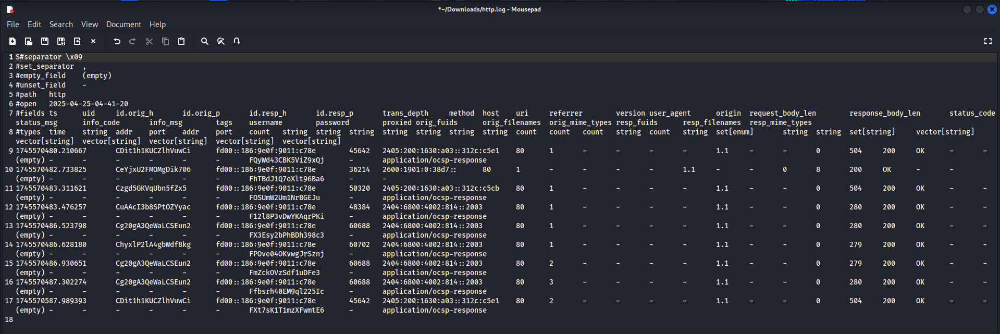 *~/Downloads/http.log - Mousepad
File Edit Search View Document Help
1 S#separator \x09
2 #set_separator ,
3 #empty_field (empty)
4 #unset_field -
5 #path http
6 #open 2025-04-25-04-41-20
7 #fields ts uid id.orig_h id.orig_p id.resp_h id.resp_p trans_depth method host uri referrer version user_agent origin request_body_len response_body_len status_code
status_msg info_code info_msg tags username password proxied orig_fuids orig_filenames orig_mime_types resp_fuids resp_filenames resp_mime_types
8 #types time string addr port addr port count string string string string string string string count count count string count string set[enum] string string set[string] vector[string]
vector[string] vector[string] vector[string] vector[string] vector[string]
9 1745570480.210667 CDit1h1KUCZlhVuwCi fd00::186:9e0f:9011:c78e 45642 2405:200:1630:a03::312c:c5e1 80 1 - - - - 1.1 - - 0 504 200 OK - -
(empty) - - - - - FQyWd43CBK5ViZ9xQj - application/ocsp-response
10 1745570482.733825 CeYjxU2FMOMgDik706 fd00::186:9e0f:9011:c78e 36214 2600:1901:0:38d7:: 80 1 - - - - 1.1 - - 0 8 200 OK - -
(empty) - - - - - FhTBdJ1Q7oXlt96Ba6 - -
11 1745570483.311621 Czgd5GKVqUbn5fZx5 fd00::186:9e0f:9011:c78e 50320 2405:200:1630:a03::312c:c5cb 80 1 - - - - 1.1 - - 0 504 200 OK - -
(empty) - - - - - FOSUmW2Um1NrBGEJu - application/ocsp-response
12 1745570483.476257 CuAAcI3b8SPtOZYyac fd00::186:9e0f:9011:c78e 48384 2404:6800:4002:814::2003 80 1 - - - - 1.1 - - 0 280 200 OK - -
(empty) - - - - - F12l8P3vDwYKAqrPKi - application/ocsp-response
13 1745570486.523798 Cg20gA3QeWaLCSEun2 fd00::186:9e0f:9011:c78e 60688 2404:6800:4002:814::2003 80 1 - - - - 1.1 - - 0 280 200 OK - -
(empty) - - - - - FX3Esy2bPhBDh398c3 - application/ocsp-response
14 1745570486.628180 ChyxlP2lA4gbWdf8kg fd00::186:9e0f:9011:c78e 60702 2404:6800:4002:814::2003 80 1 - - - - 1.1 - - 0 279 200 OK - -
(empty) - - - - - FPOve04OKvwgJrSznj - application/ocsp-response
15 1745570486.930651 Cg20gA3QeWaLCSEun2 fd00::186:9e0f:9011:c78e 60688 2404:6800:4002:814::2003 80 2 - - - - 1.1 - - 0 279 200 OK - -
(empty) - - - - - FmZckOVzSdf1uDFe3 - application/ocsp-response
16 1745570487.302274 Cg20gA3QeWaLCSEun2 fd00::186:9e0f:9011:c78e 60688 2404:6800:4002:814::2003 80 3 - - - - 1.1 - - 0 280 200 OK - -
(empty) - - - - - Ffbsrh40EM9ql225Ic - application/ocsp-response
17 1745570587.989393 CDit1h1KUCZlhVuwCi fd00::186:9e0f:9011:c78e 45642 2405:200:1630:a03::312c:c5e1 80 2 - - - - 1.1 - - 0 504 200 OK - -
(empty) - - - - - FXt7sK1T1mzXFwmtE6 - application/ocsp-response
18